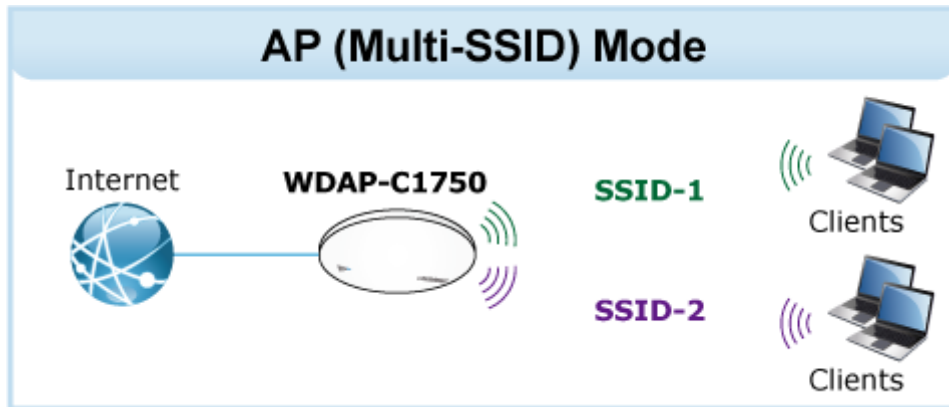 AP (Multi-SSID) Mode
Internet
WDAP-C1750
SSID-1
Clients
SSID-2
Clients